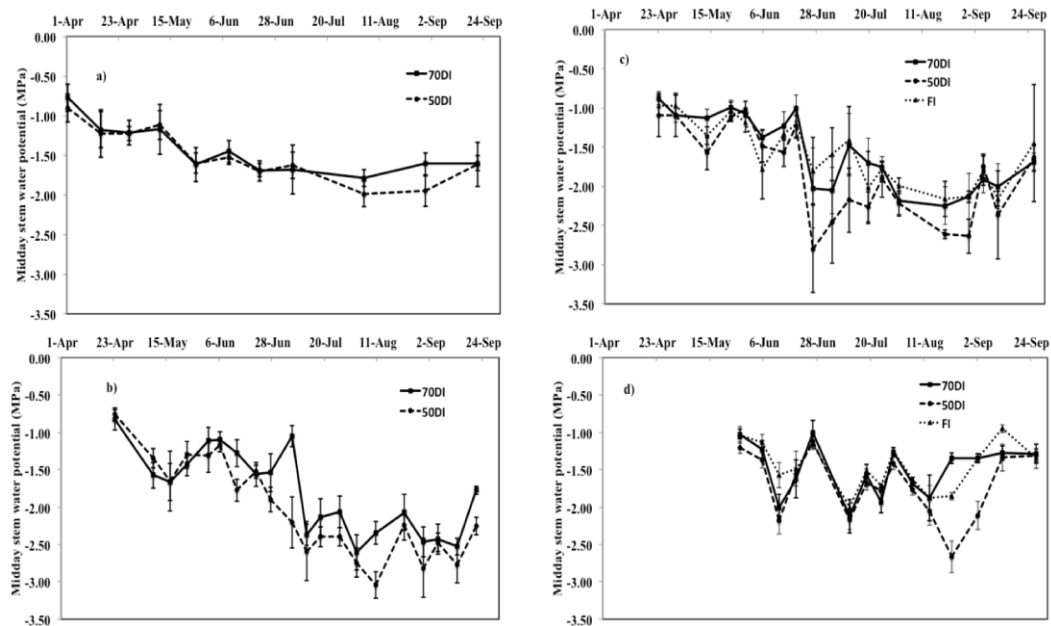 1-Apr 23-Apr 15-May 6-Jun 28-Jun 20-Jul 11-Aug 2-Sep 24-Sep
0.00
-0.50
-1.00
-1.50
-2.00
-2.50
-3.00
-3.50
Midday stem water potential (MPa)
a)
70DI
50DI
1-Apr 23-Apr 15-May 6-Jun 28-Jun 20-Jul 11-Aug 2-Sep 24-Sep
0.00
-0.50
-1.00
-1.50
-2.00
-2.50
-3.00
-3.50
Midday stem water potential (MPa)
c)
70DI
50DI
FI
1-Apr 23-Apr 15-May 6-Jun 28-Jun 20-Jul 11-Aug 2-Sep 24-Sep
0.00
-0.50
-1.00
-1.50
-2.00
-2.50
-3.00
-3.50
Midday stem water potential (MPa)
b)
70DI
50DI
1-Apr 23-Apr 15-May 6-Jun 28-Jun 20-Jul 11-Aug 2-Sep 24-Sep
0.00
-0.50
-1.00
-1.50
-2.00
-2.50
-3.00
-3.50
Midday stem water potential (MPa)
d)
70DI
50DI
FI